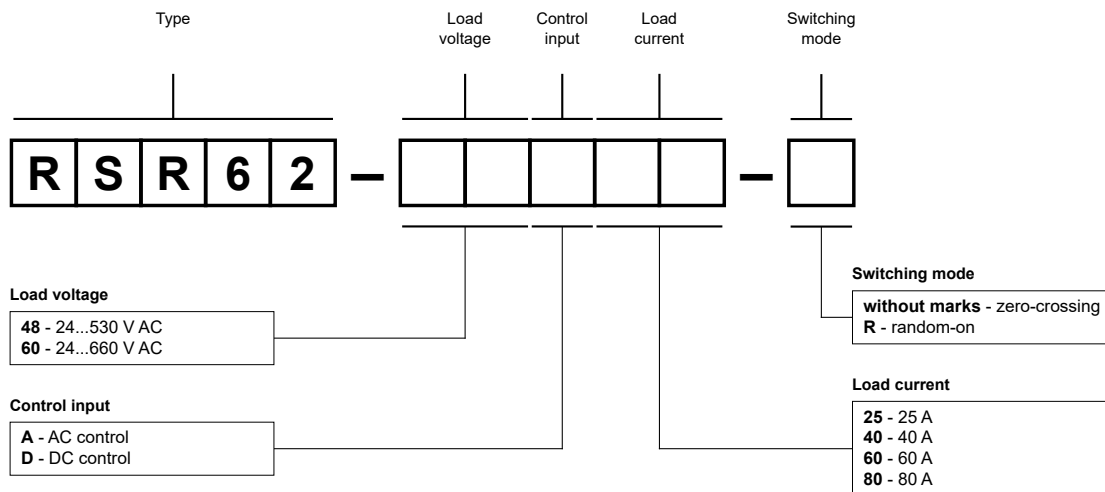 Type
Load
voltage
Control
input
Load
current
Switching
mode
R S R 6 2 – –
Load voltage
48 - 24...530 V AC
60 - 24...660 V AC
Control input
A - AC control
D - DC control
Switching mode
without marks - zero-crossing
R - random-on
Load current
25 - 25 A
40 - 40 A
60 - 60 A
80 - 80 A